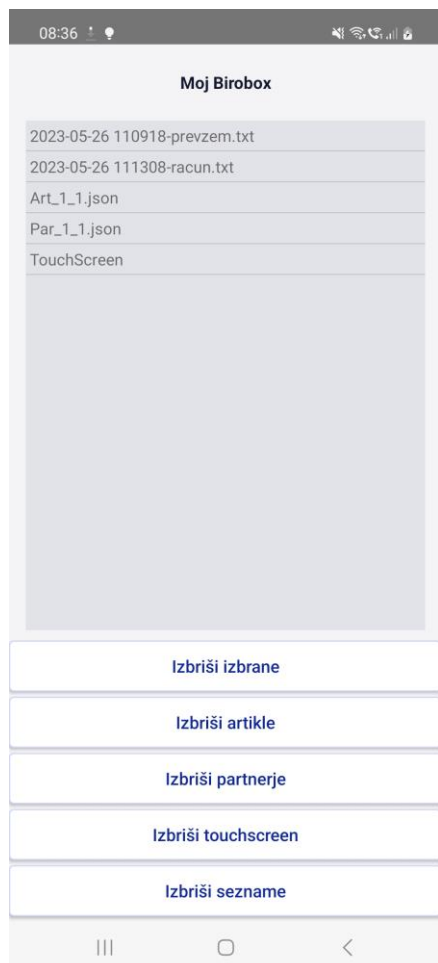 08:36
Moj Birobox
2023-05-26 110918-prevzem.txt
2023-05-26 111308-racun.txt
Art_1_1.json
Par_1_1.json
TouchScreen
Izbriši izbrane
Izbriši artikle
Izbriši partnerje
Izbriši touchscreen
Izbriši sezname